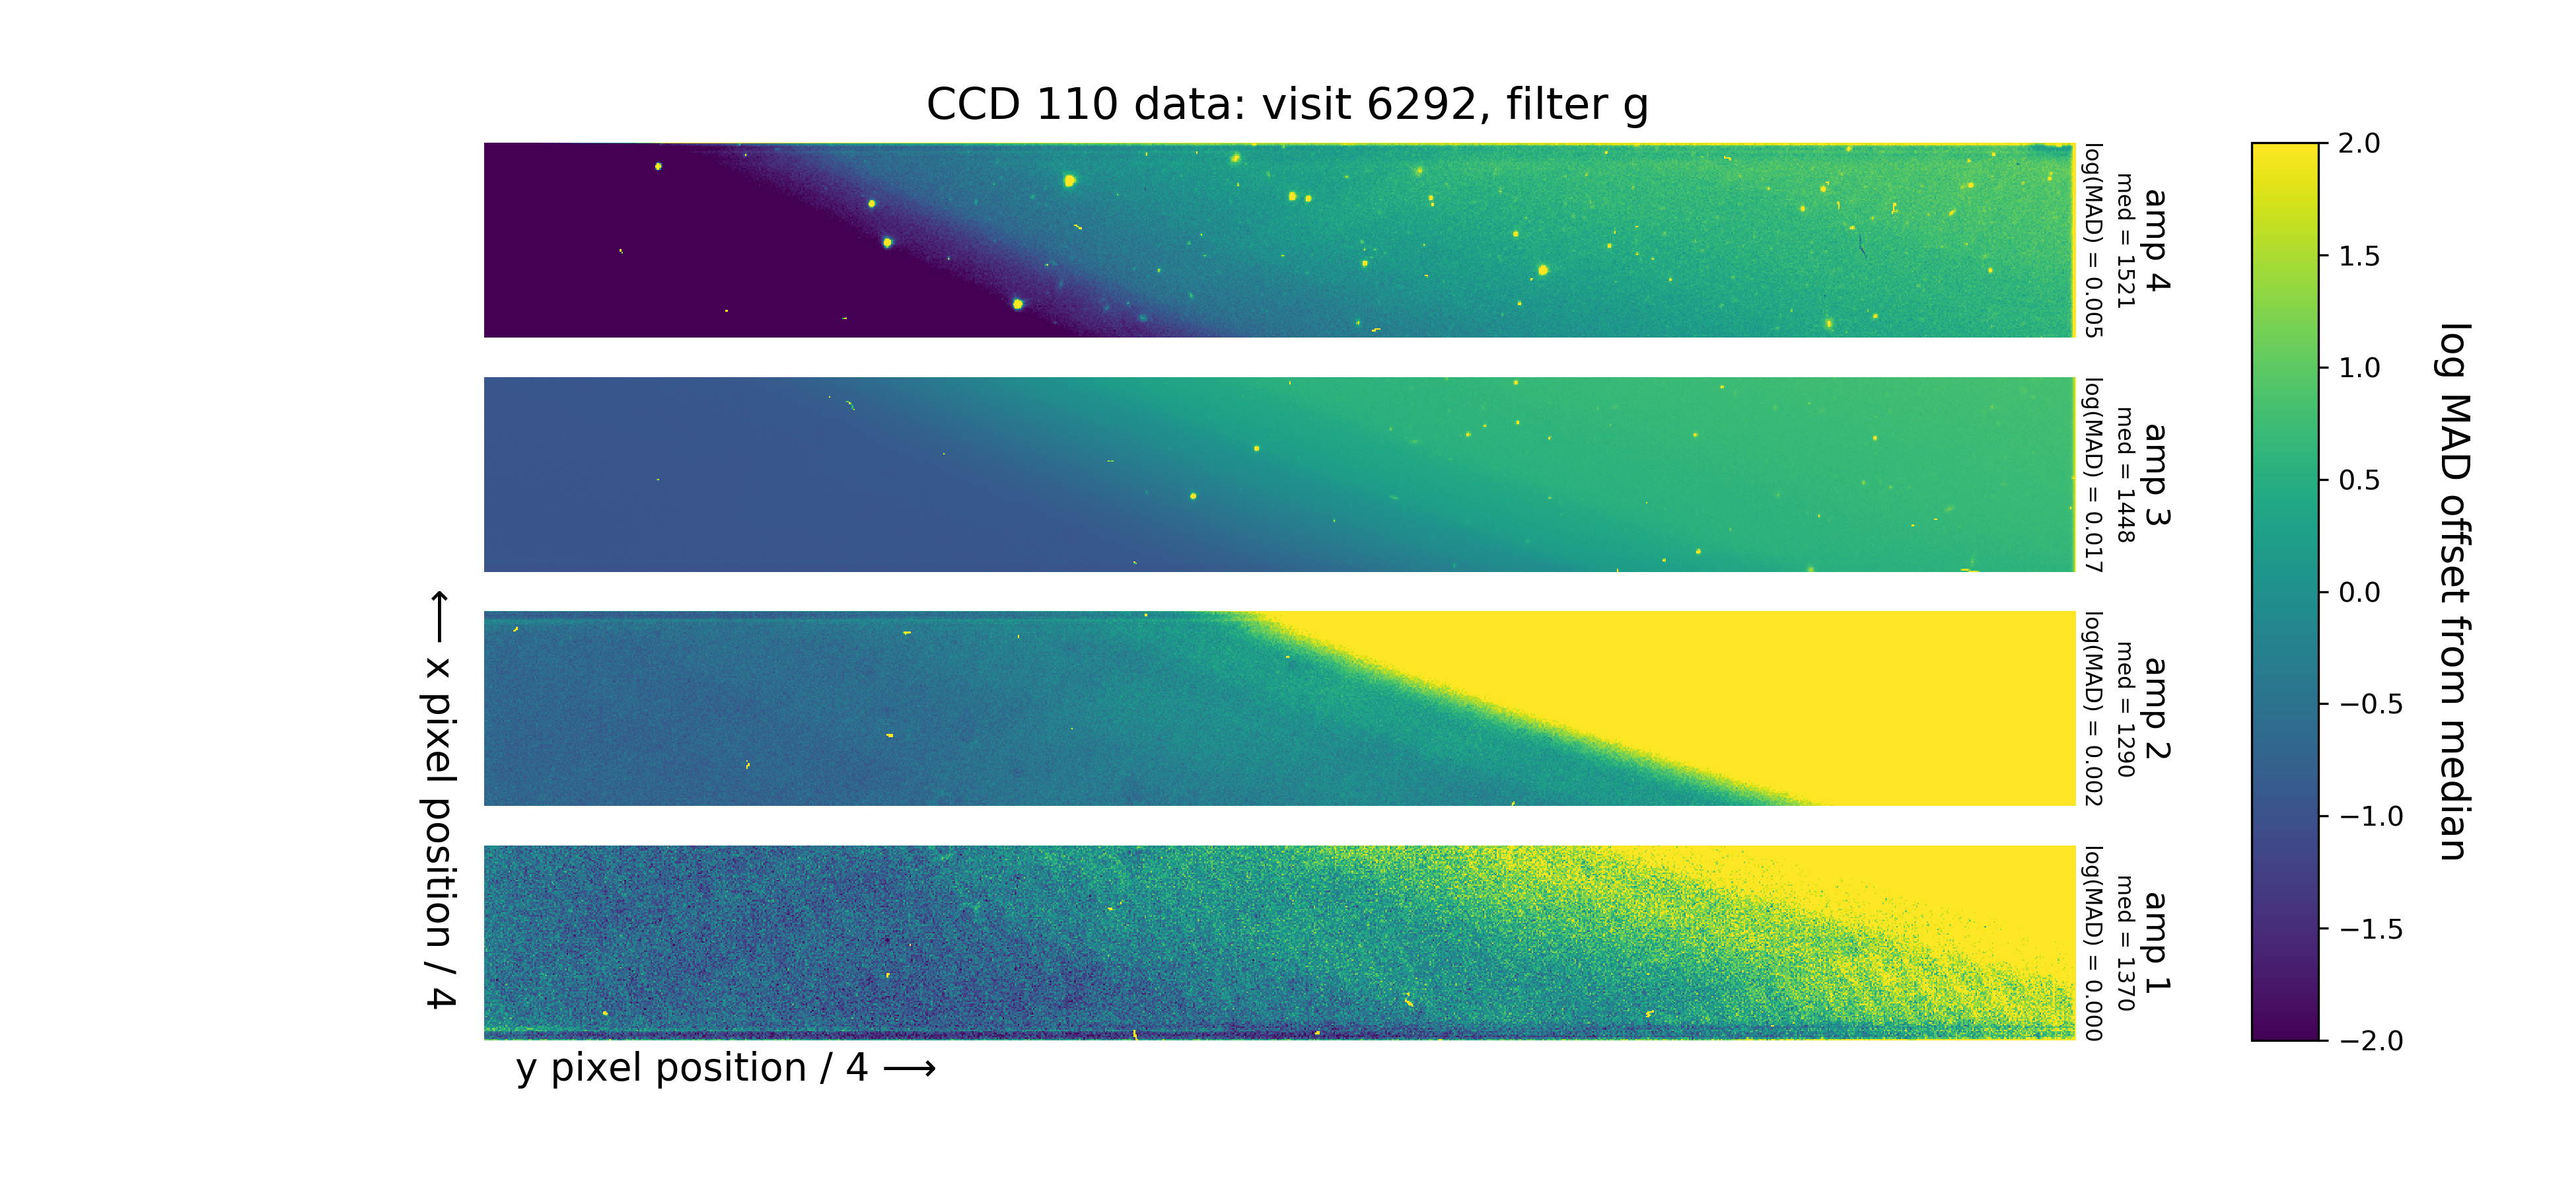 CCD 110 data: visit 6292, filter g
amp 4
med = 1521
log(MAD) = 0.005
amp 3
med = 1448
log(MAD) = 0.017
amp 2
med = 1290
log(MAD) = 0.002
amp 1
med = 1370
log(MAD) = 0.000
⟵ x pixel position / 4
y pixel position / 4 ⟶
2.0
1.5
1.0
0.5
0.0
−0.5
−1.0
−1.5
−2.0
log MAD offset from median